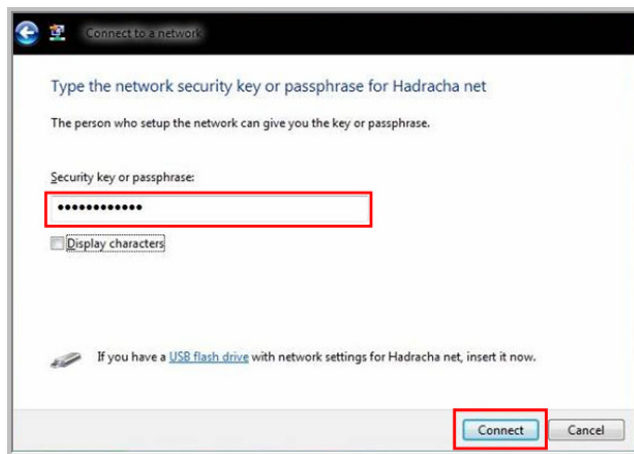 Connect to a network
Type the network security key or passphrase for Hadracha net
The person who setup the network can give you the key or passphrase.
Security key or passphrase:
••••••••••••
Display characters
If you have a USB flash drive with network settings for Hadracha net, insert it now.
Connect Cancel